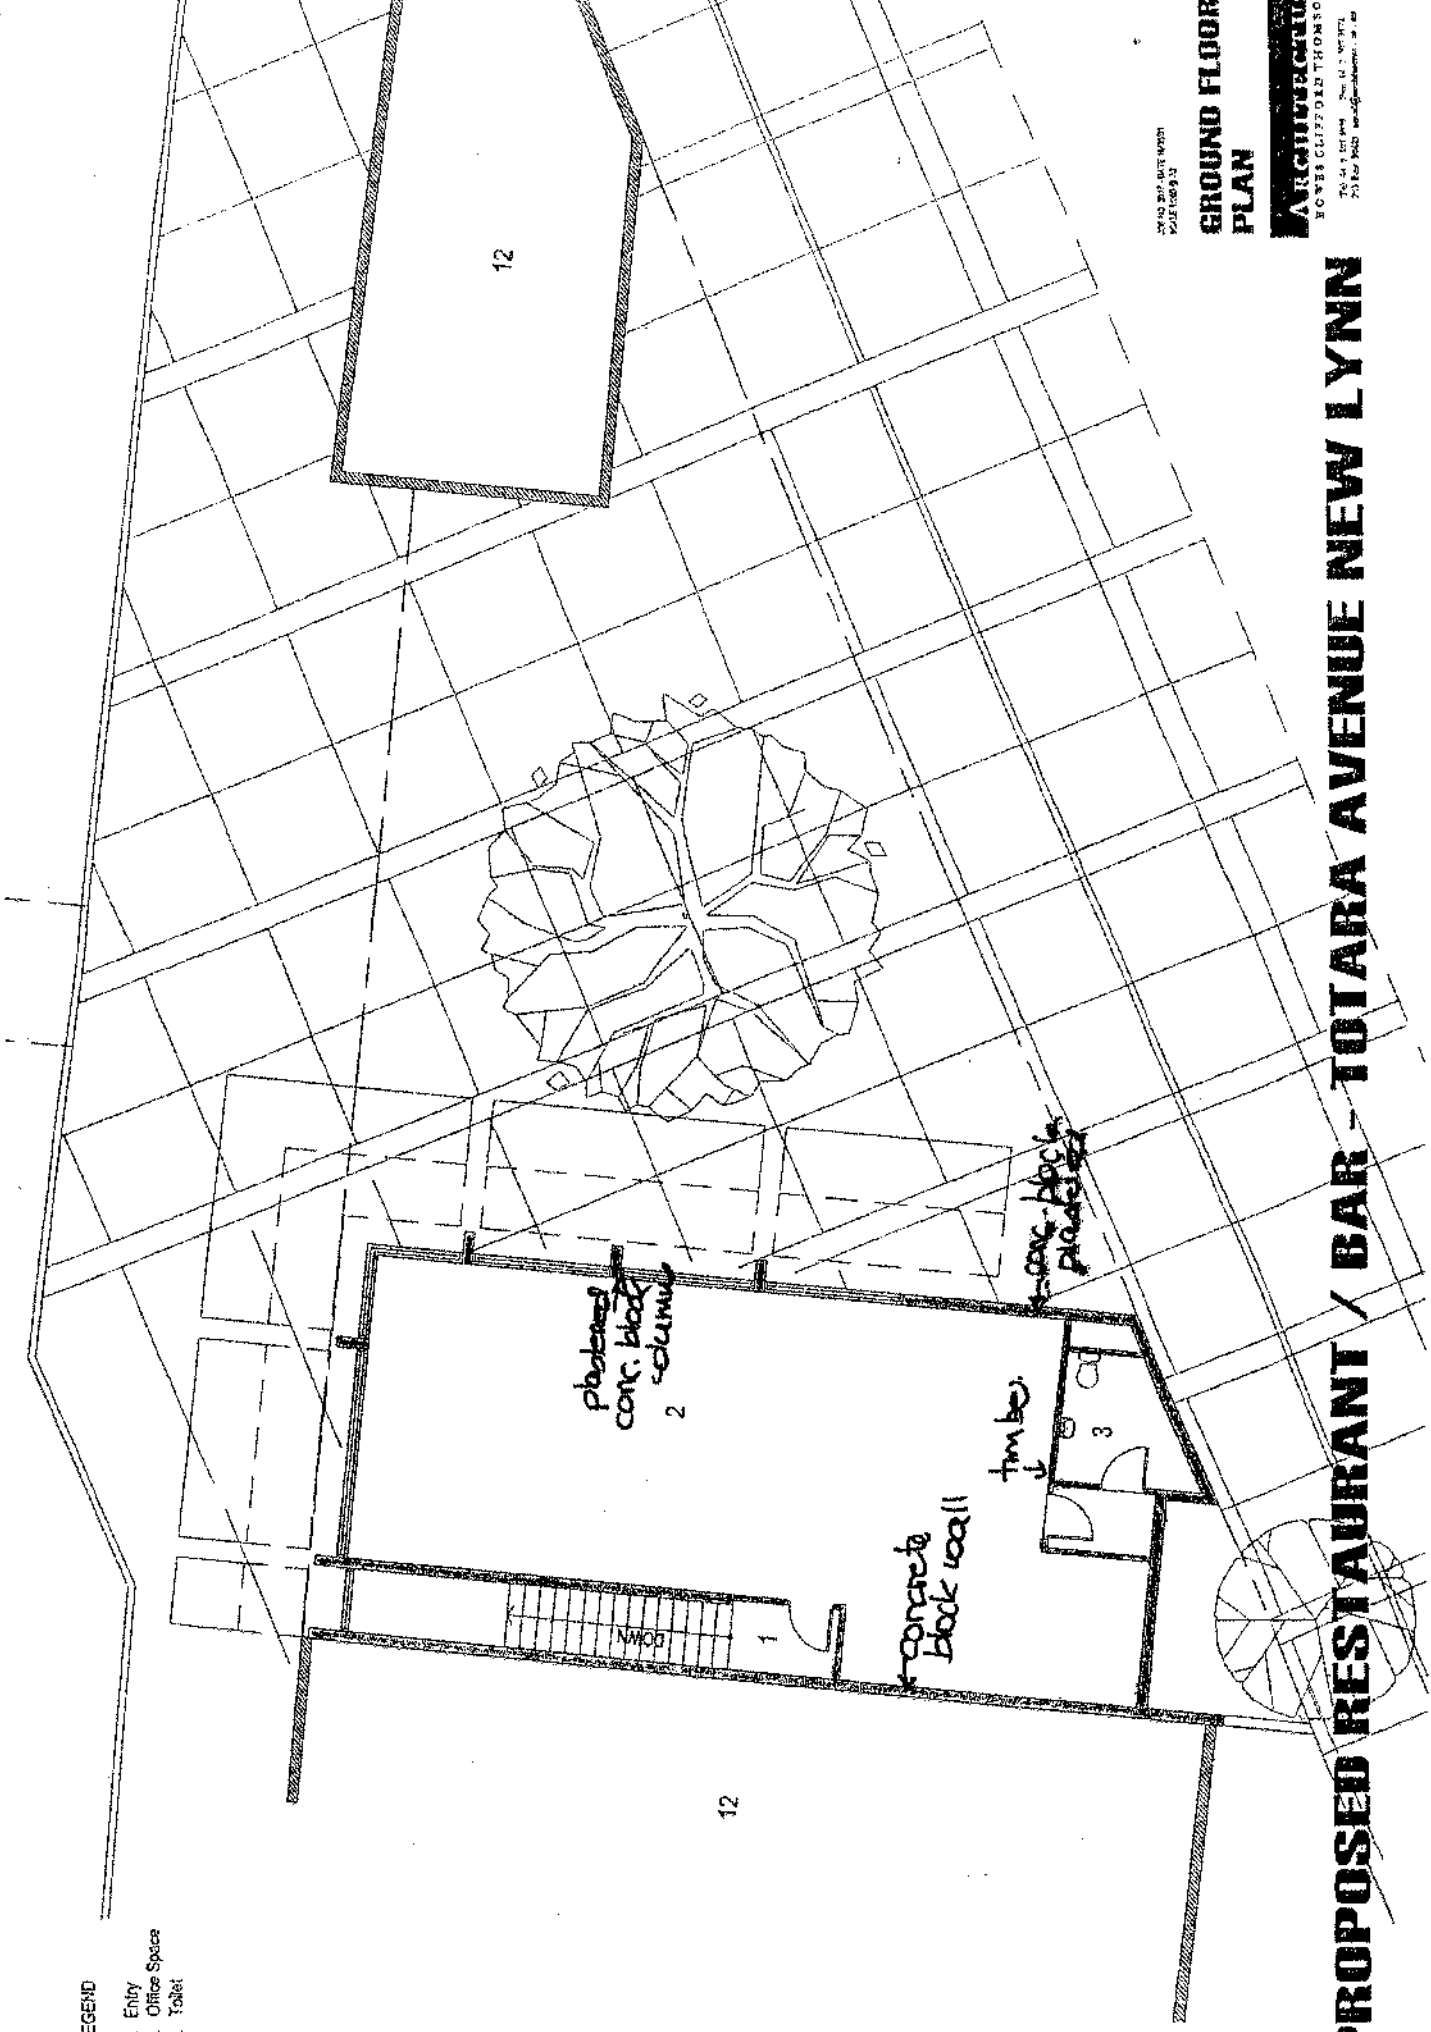 EGEND
Entry
Office Space
Toilet
12
12
plastered
conc. block
column
2
timber.
3
concrete
block wall
DOWN
1
conc. block
plastered
GROUND FLOOR
PLAN
PROPOSED RESTAURANT / BAR - TOTARA AVENUE NEW LYNN